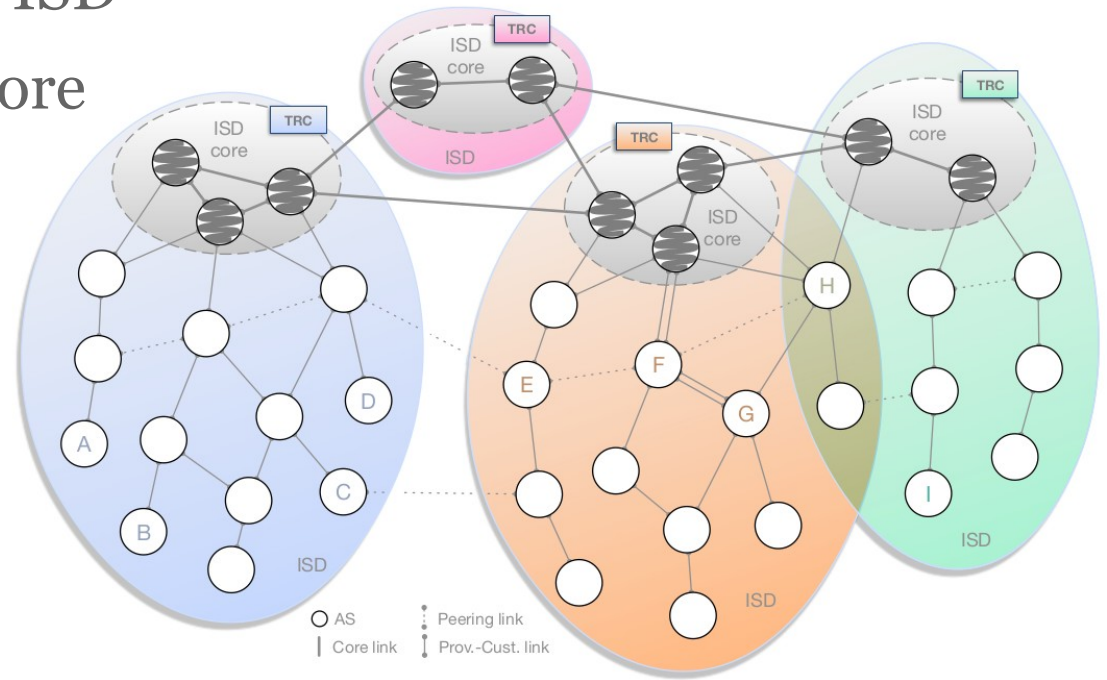 ISD
ore
TRC
ISD
core
ISD
TRC
ISD
core
A
B
C
D
ISD
TRC
ISD
core
E
F
G
H
ISD
TRC
ISD
core
I
ISD
AS
Peering link
Core link
Prov.-Cust. link